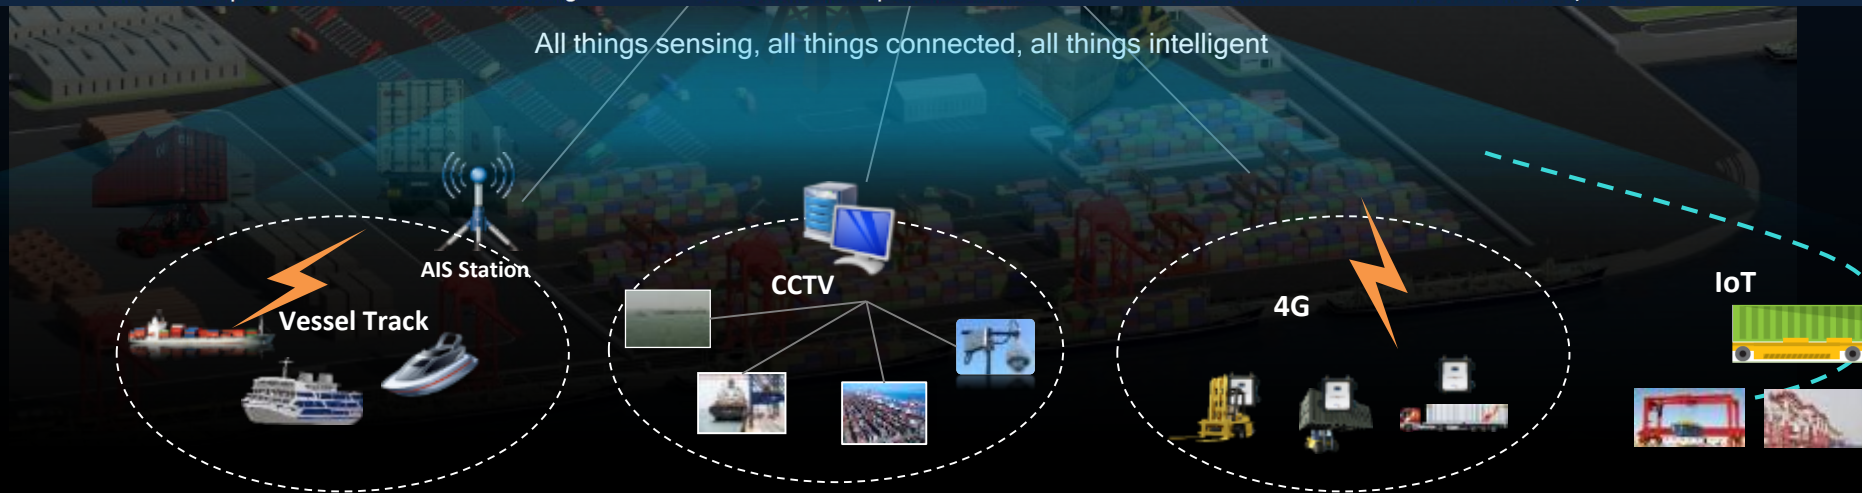 All things sensing, all things connected, all things intelligent
AIS Station
Vessel Track
CCTV
4G
IoT